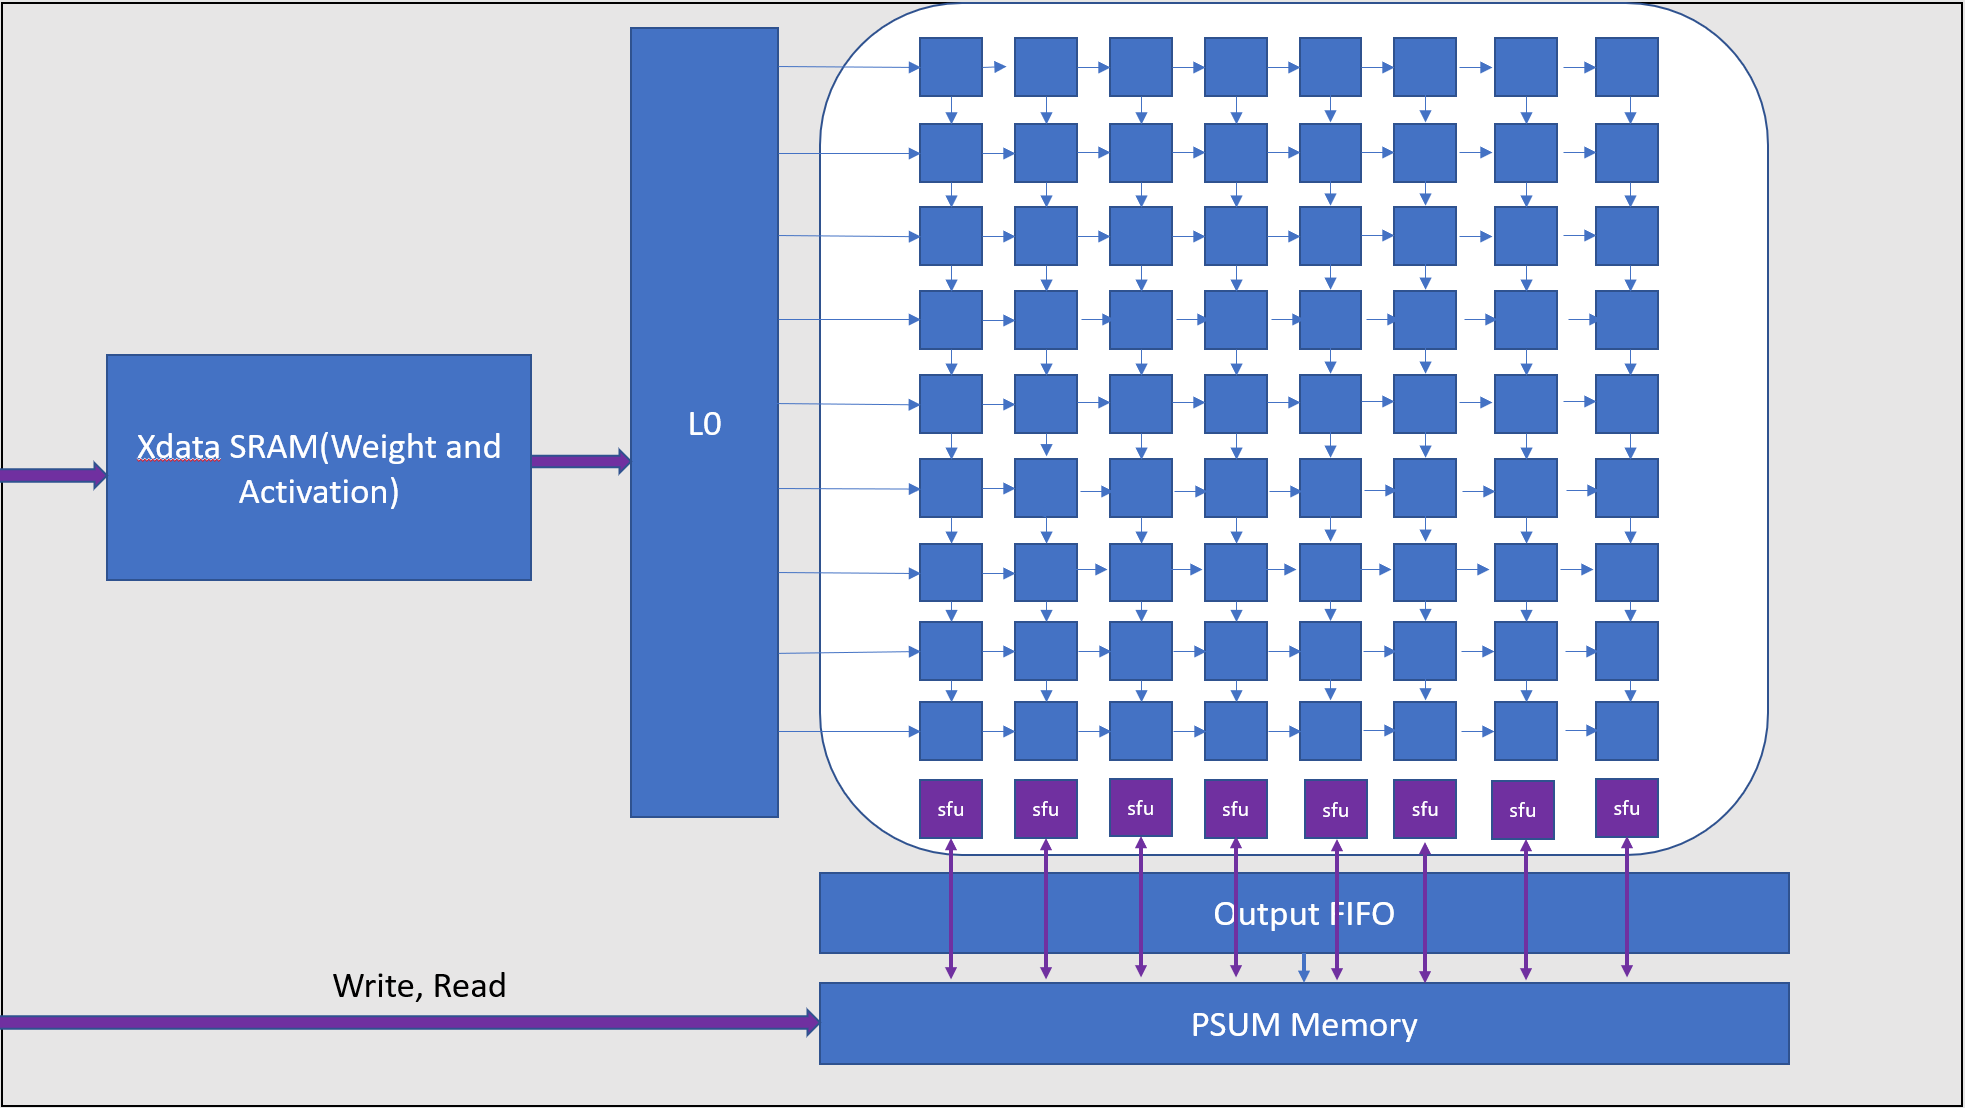 Xdata SRAM(Weight and
Activation)
L0
sfu
sfu
sfu
sfu
sfu
sfu
sfu
sfu
Output FIFO
Write, Read
PSUM Memory